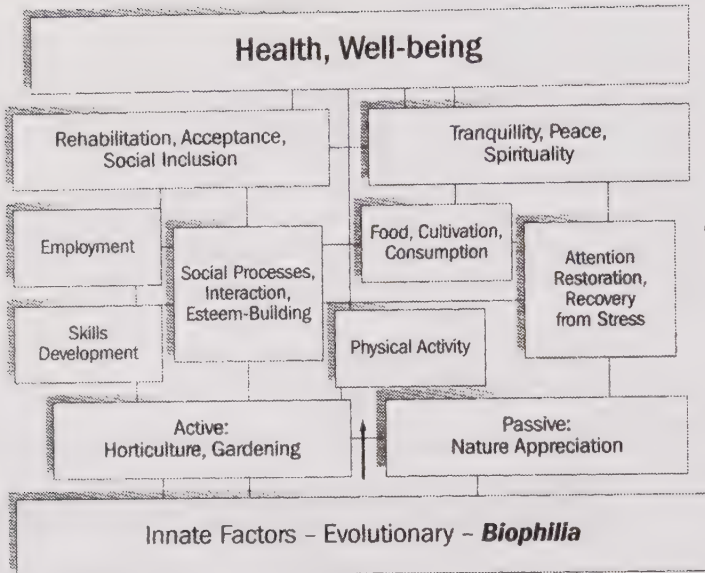 Health, Well-being
Rehabilitation, Acceptance,
Social Inclusion
Tranquillity, Peace,
Spirituality
Employment
Social Processes,
Interaction,
Esteem-Building
Food, Cultivation,
Consumption
Attention
Restoration,
Recovery
from Stress
Skills
Development
Physical Activity
Active:
Horticulture, Gardening
Passive:
Nature Appreciation
Innate Factors – Evolutionary – Biophilia